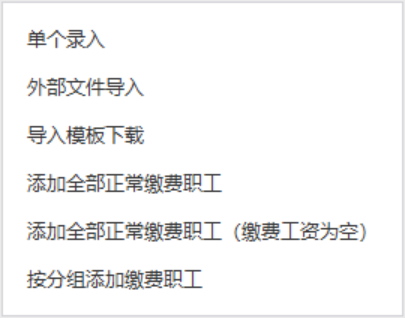 单个录入
外部文件导入
导入模板下载
添加全部正常缴费职工
添加全部正常缴费职工（缴费工资为空）
按分组添加缴费职工